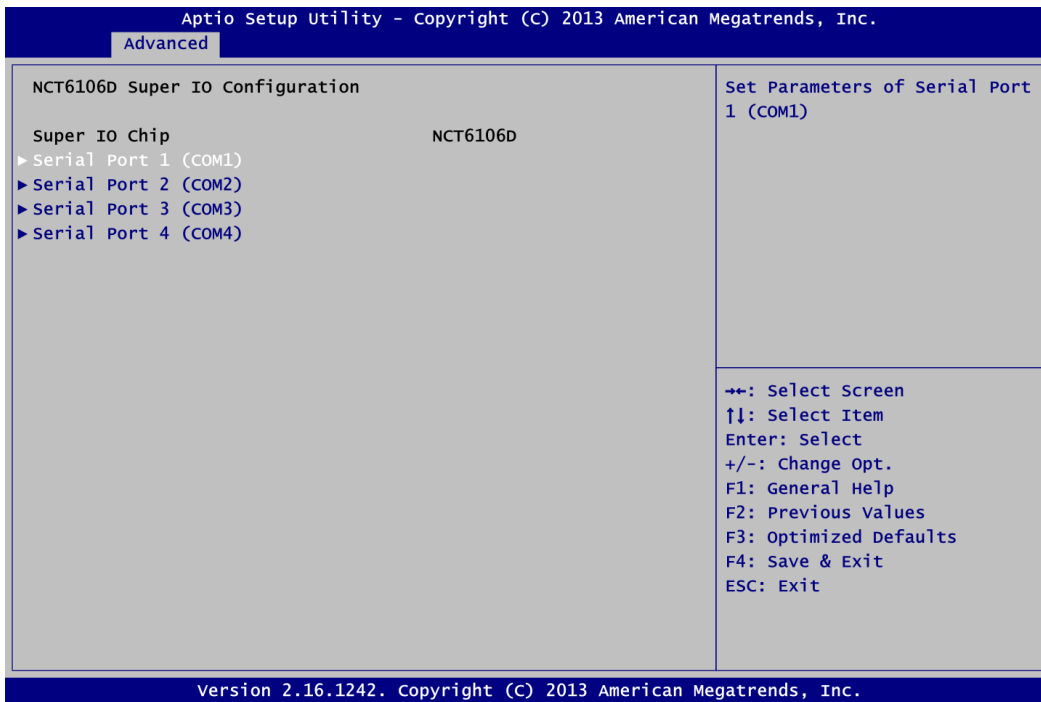 Aptio Setup Utility - Copyright (C) 2013 American Megatrends, Inc.
Advanced
NCT6106D Super IO Configuration
Super IO Chip NCT6106D
▶ Serial Port 1 (COM1)
▶ Serial Port 2 (COM2)
▶ Serial Port 3 (COM3)
▶ Serial Port 4 (COM4)
Set Parameters of Serial Port
1 (COM1)
→←: Select Screen
↑↓: Select Item
Enter: Select
+/-: Change Opt.
F1: General Help
F2: Previous Values
F3: Optimized Defaults
F4: Save & Exit
ESC: Exit
Version 2.16.1242. Copyright (C) 2013 American Megatrends, Inc.